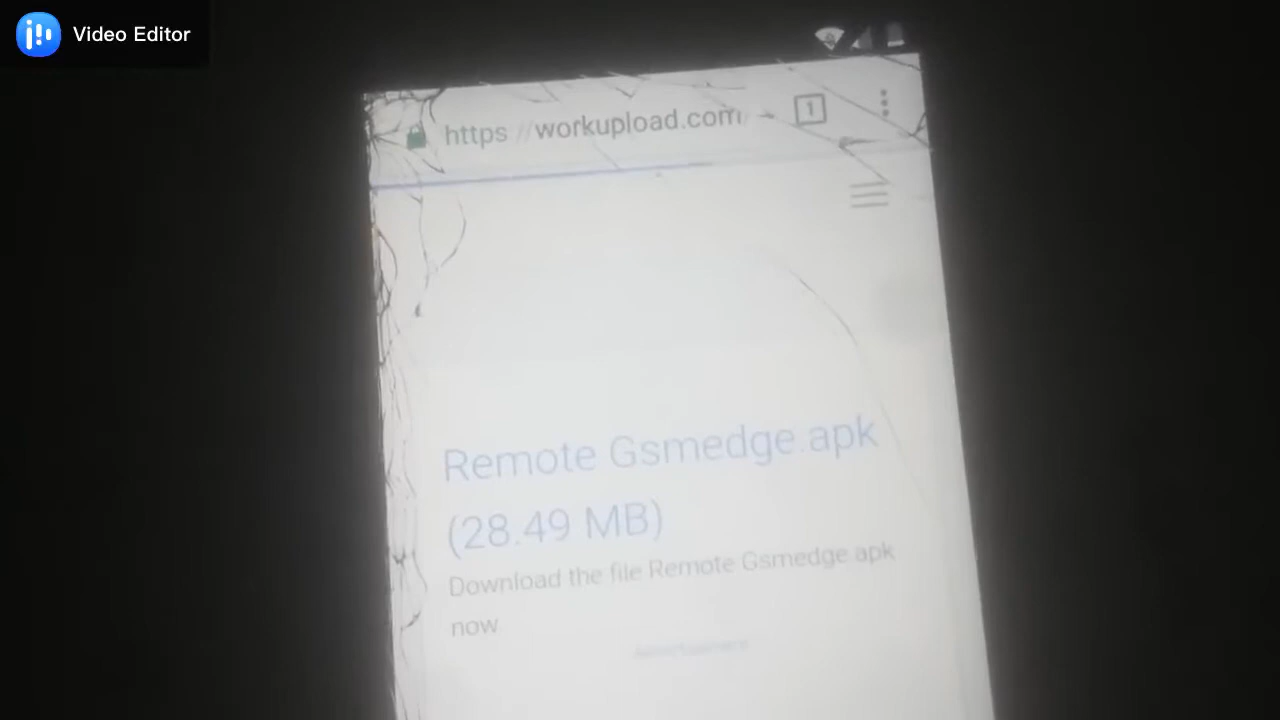 Video Editor
https://workupload.com/
1
Remote Gsmedge.apk
(28.49 MB)
Download the file Remote Gsmedge.apk
now.